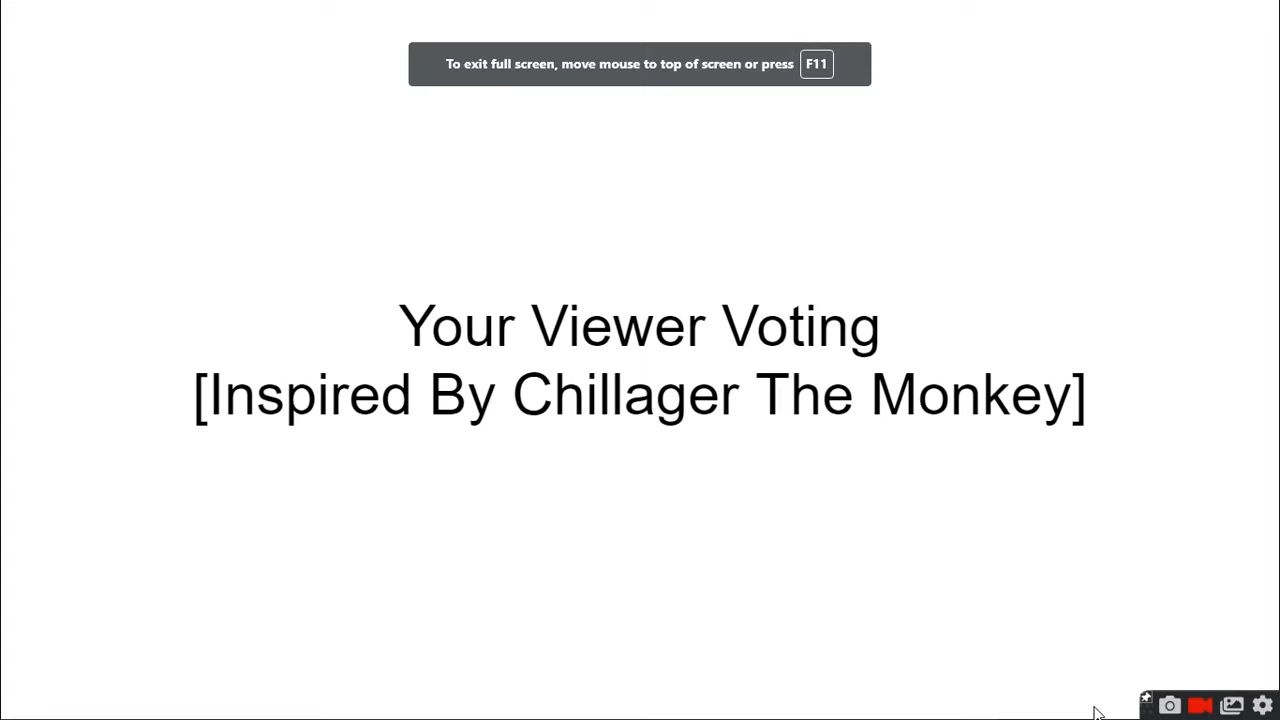 To exit full screen, move mouse to top of screen or press F11
Your Viewer Voting
[Inspired By Chillager The Monkey]